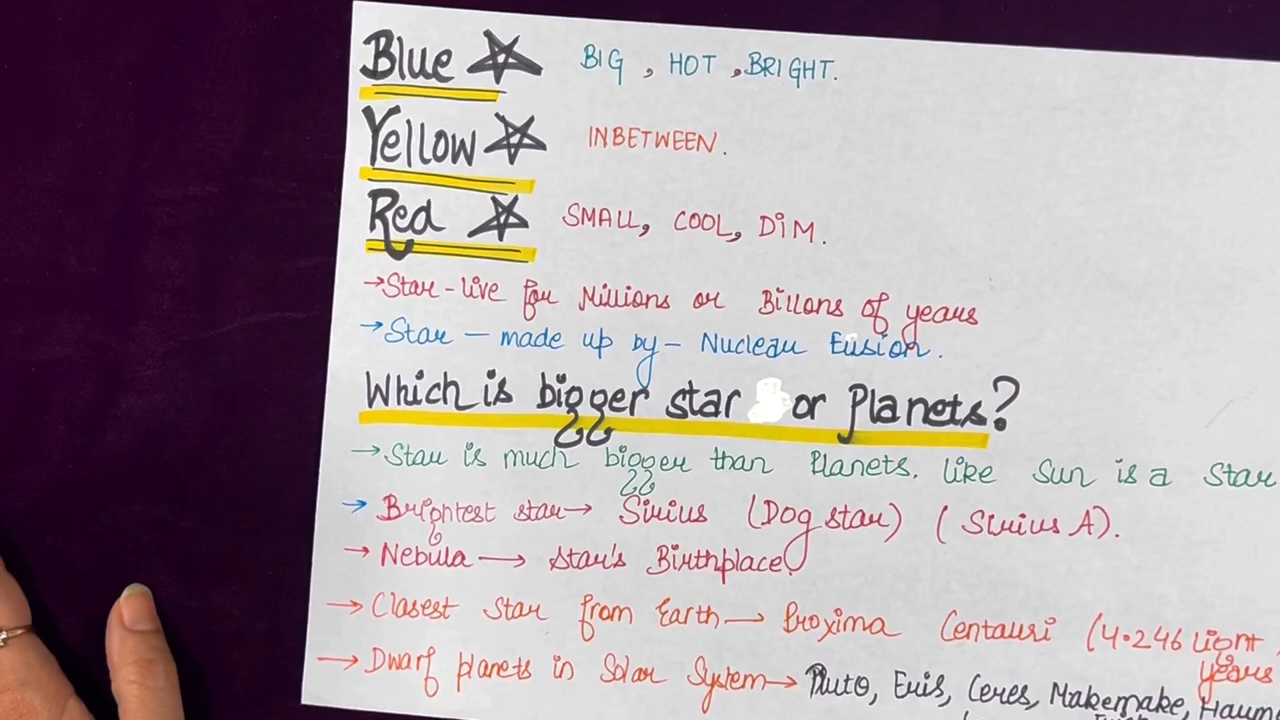 Blue ☆ BIG , HOT , BRIGHT.
Yellow ☆ INBETWEEN.
Red ☆ SMALL, COOL, DIM.
→ Star - live for Millions or Billons of years
→ Star – made up by – Nuclear Fusion.
Which is bigger star or Planets?
→ Star is much bigger than Planets. like Sun is a Star
→ Brightest star → Sirius (Dog star) (Sirius A).
→ Nebula → Star's Birthplace.
→ Closest Star from Earth → Proxima Centauri (4.246 light
years
→ Dwarf planets in Solar System → Pluto, Eris, Ceres, Makemake, Haum